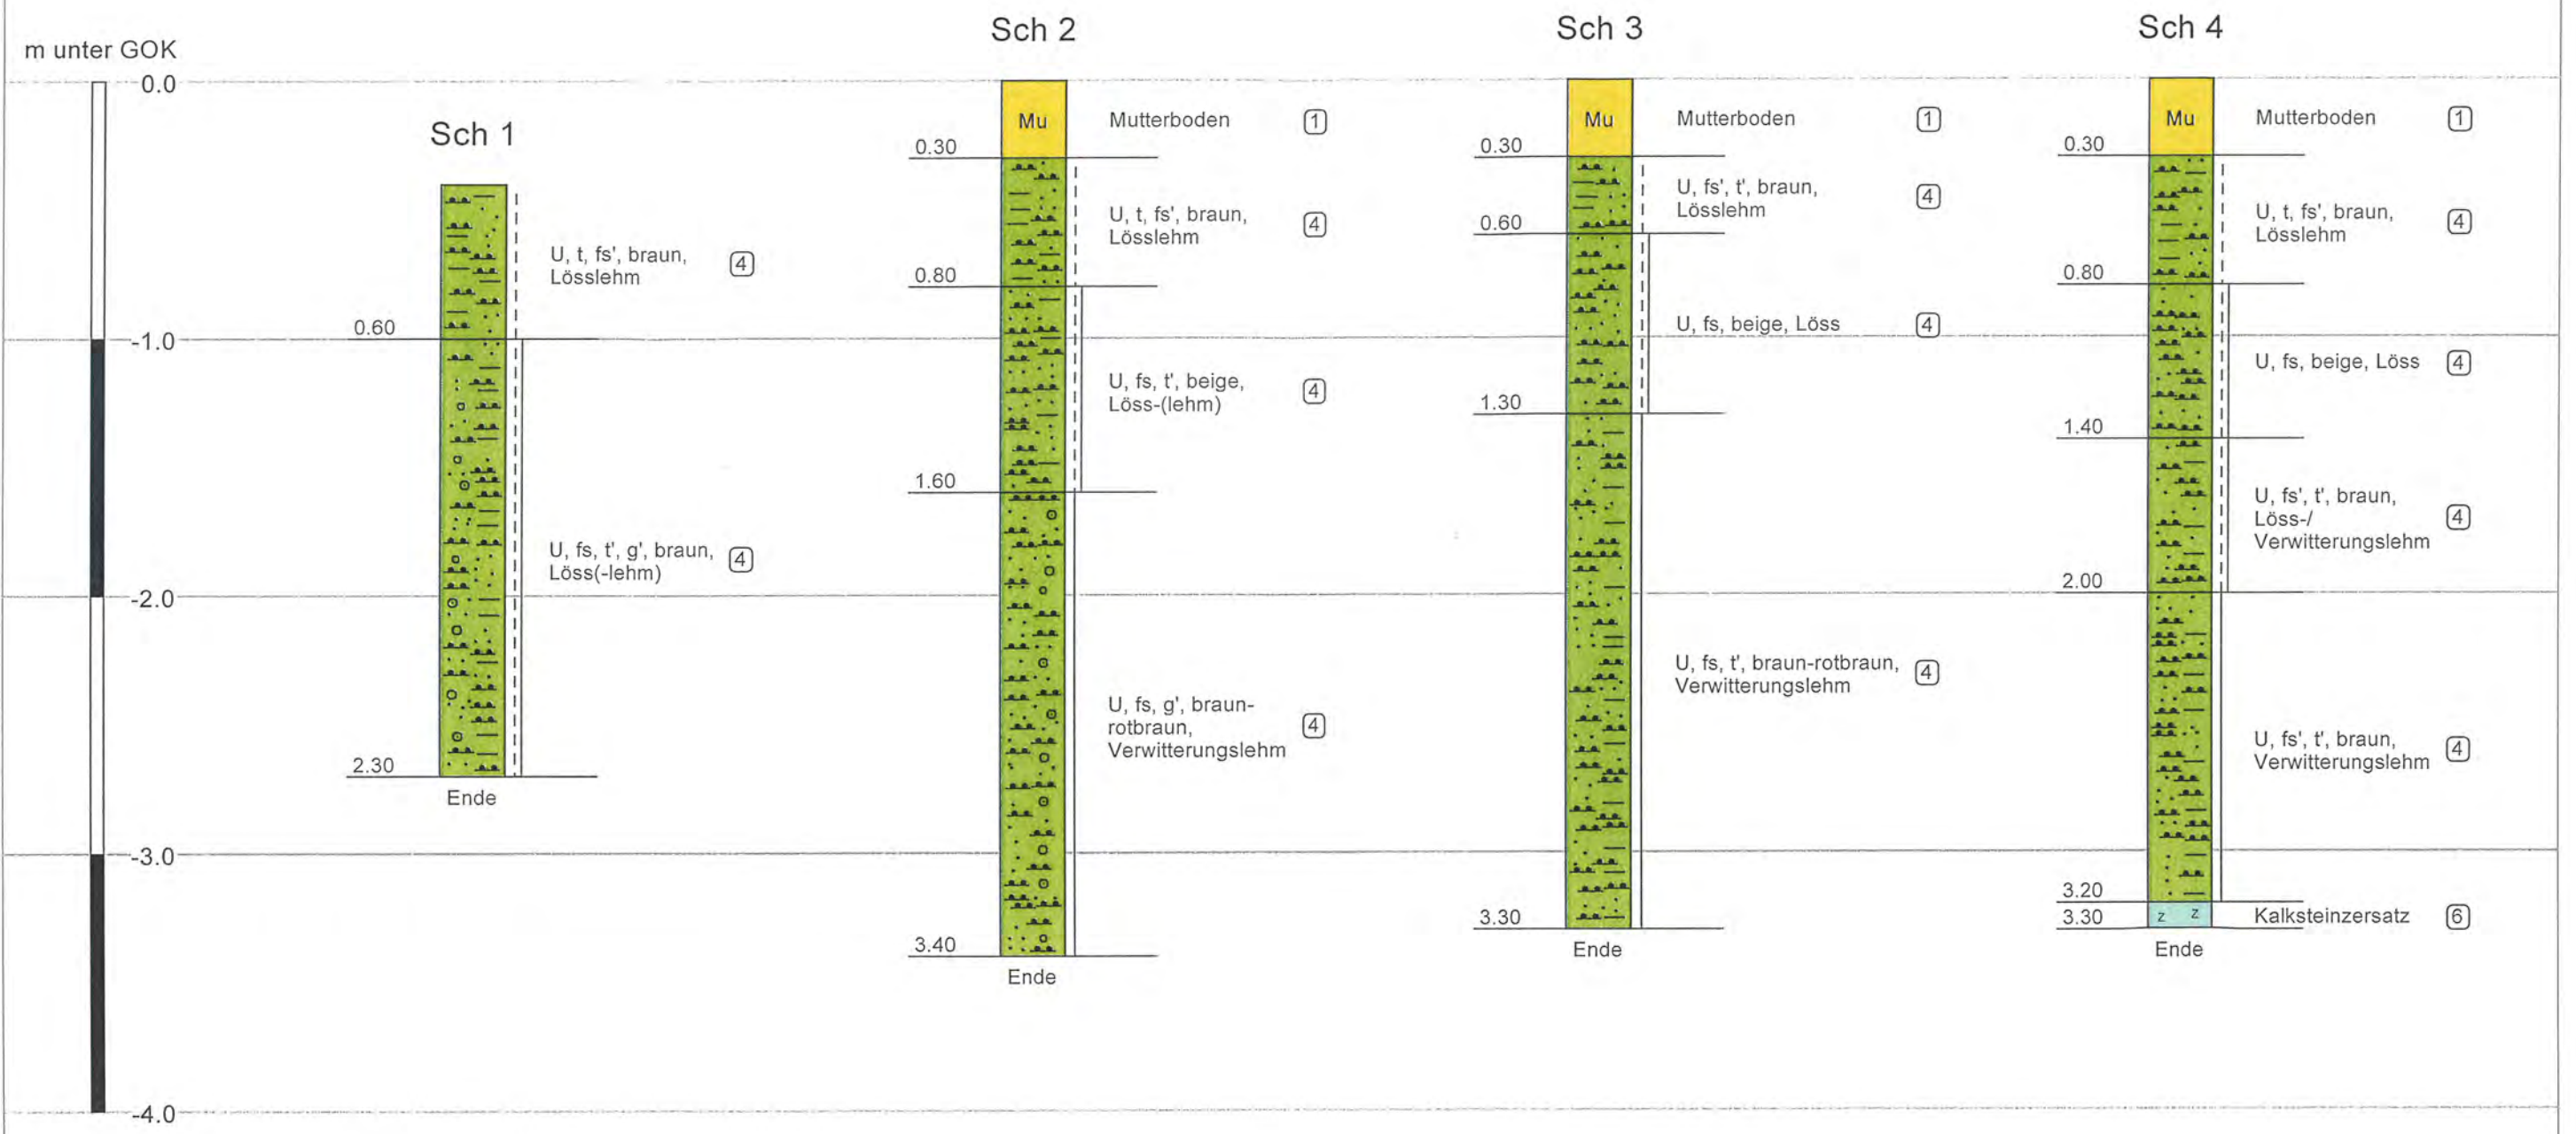 m unter GOK
0.0
-1.0
-2.0
-3.0
-4.0
Sch 1
U, t, fs', braun,
Lösslehm
4
0.60
U, fs, t', g', braun,
Löss(-lehm)
4
2.30
Ende
Sch 2
Mu
Mutterboden
1
0.30
U, t, fs', braun,
Lösslehm
4
0.80
U, fs, t', beige,
Löss-(lehm)
4
1.60
U, fs, g', braun-
rotbraun,
Verwitterungslehm
4
3.40
Ende
Sch 3
Mu
Mutterboden
1
0.30
U, fs', t', braun,
Lösslehm
4
0.60
U, fs, beige, Löss
4
1.30
U, fs, t', braun-rotbraun,
Verwitterungslehm
4
3.30
Ende
Sch 4
Mu
Mutterboden
1
0.30
U, t, fs', braun,
Lösslehm
4
0.80
U, fs, beige, Löss
4
1.40
U, fs', t', braun,
Löss-/
Verwitterungslehm
4
2.00
U, fs', t', braun,
Verwitterungslehm
4
3.20
z z
Kalksteinzersatz
6
3.30
Ende